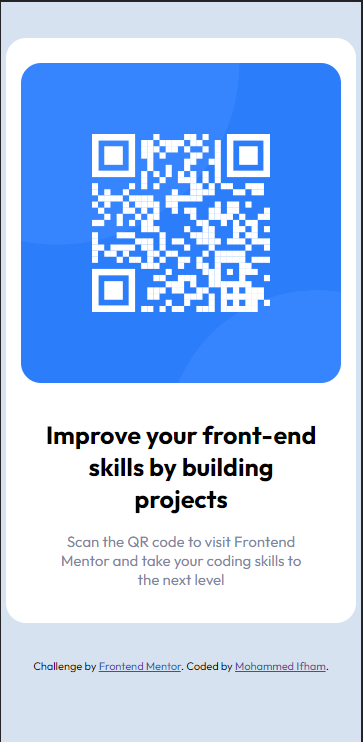 Improve your front-end
skills by building
projects
Scan the QR code to visit Frontend
Mentor and take your coding skills to
the next level
Challenge by Frontend Mentor. Coded by Mohammed Ifham.